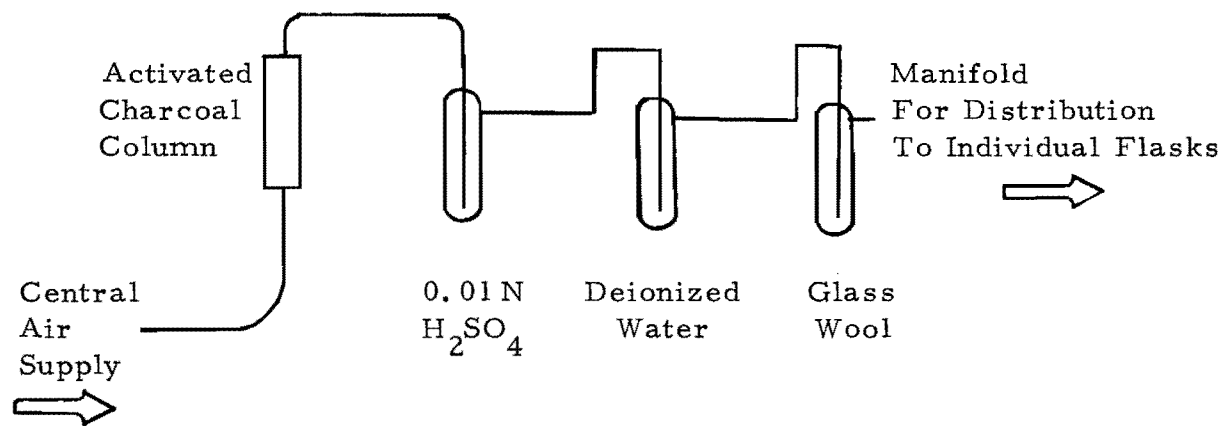 Activated
Charcoal
Column
Manifold
For Distribution
To Individual Flasks
Central
Air
Supply
0.01 N
H2SO4
Deionized
Water
Glass
Wool